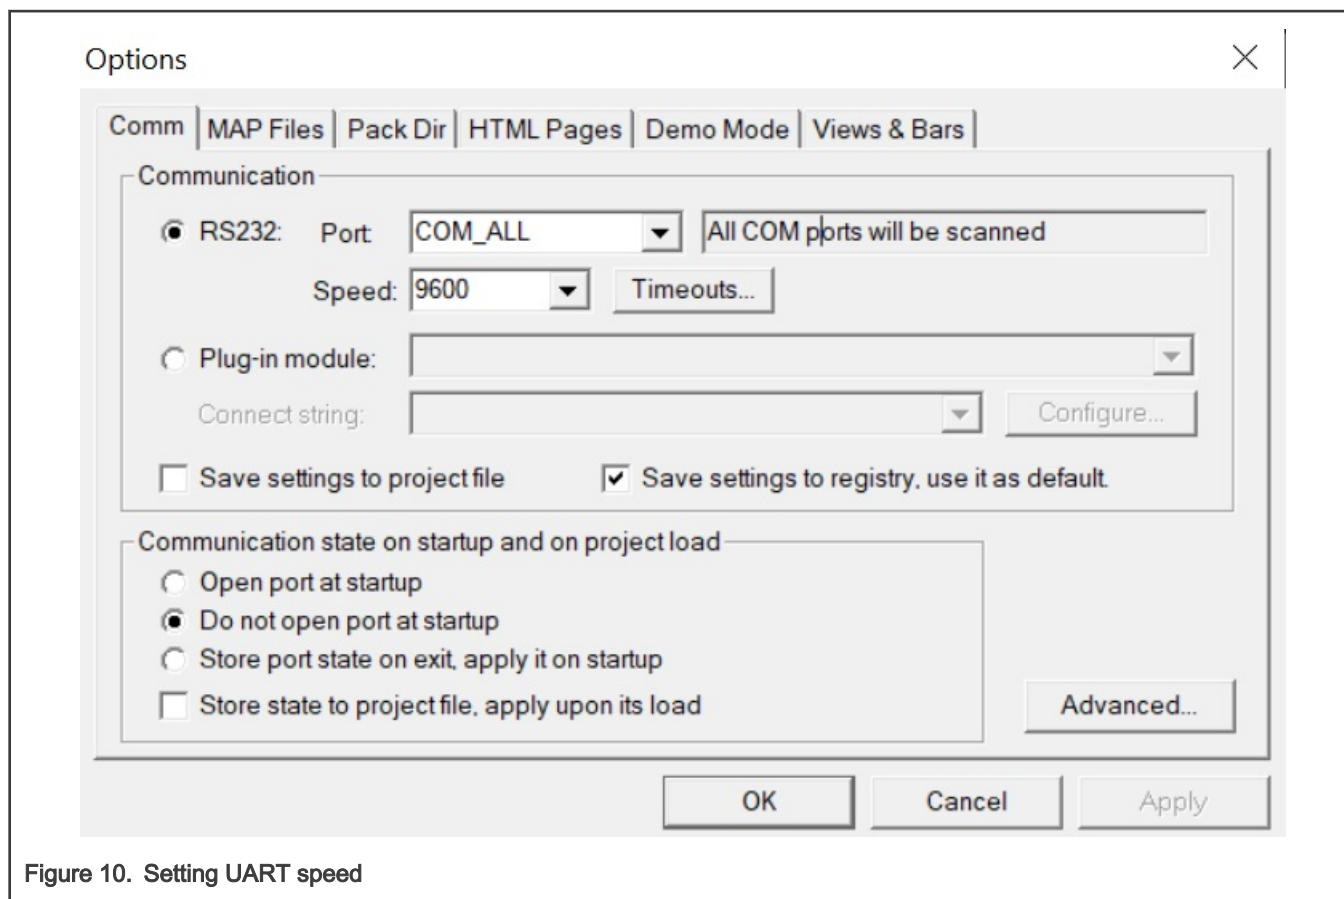 Options
Comm MAP Files Pack Dir HTML Pages Demo Mode Views & Bars
Communication
RS232: Port: COM_ALL All COM ports will be scanned
Speed: 9600 Timeouts...
Plug-in module:
Connect string: Configure...
Save settings to project file Save settings to registry, use it as default.
Communication state on startup and on project load
Open port at startup
Do not open port at startup
Store port state on exit, apply it on startup
Store state to project file, apply upon its load
Advanced...
OK Cancel Apply
Figure 10. Setting UART speed